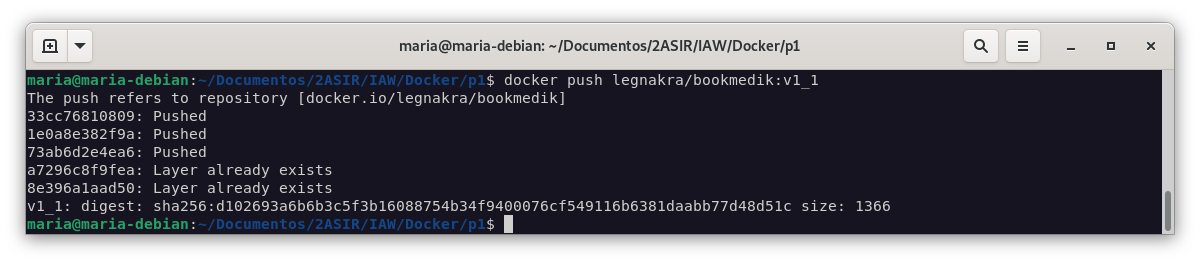 maria@maria-debian: ~/Documentos/2ASIR/IAW/Docker/p1
maria@maria-debian:~/Documentos/2ASIR/IAW/Docker/p1$ docker push legnakra/bookmedik:v1_1
The push refers to repository [docker.io/legnakra/bookmedik]
33cc76810809: Pushed
1e0a8e382f9a: Pushed
73ab6d2e4ea6: Pushed
a7296c8f9fea: Layer already exists
8e396a1aad50: Layer already exists
v1_1: digest: sha256:d102693a6b6b3c5f3b16088754b34f9400076cf549116b6381daabb77d48d51c size: 1366
maria@maria-debian:~/Documentos/2ASIR/IAW/Docker/p1$